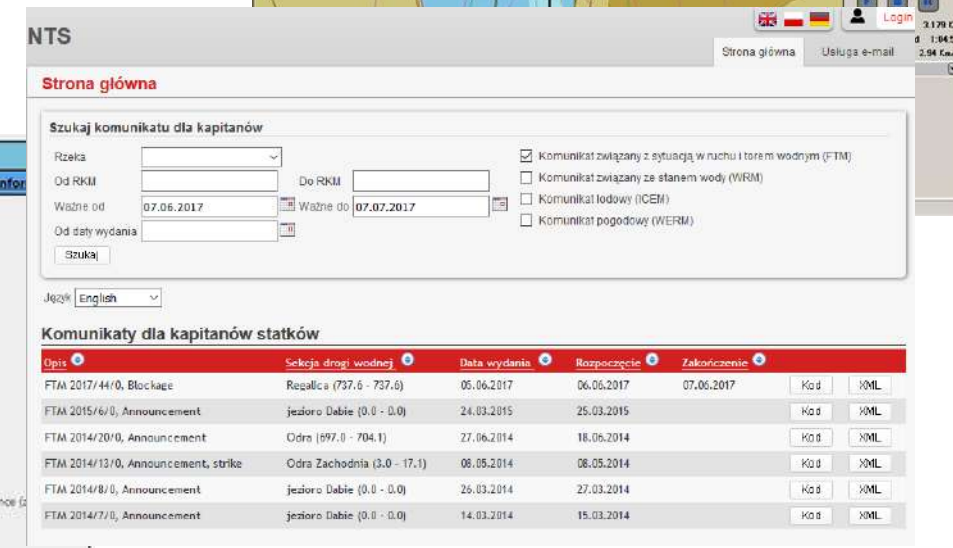 NTS
Login
Strona główna
Usługa e-mail
Strona główna
Szukaj komunikatu dla kapitanów
Rzeka
Od RKM
Do RKM
Ważne od 07.06.2017 Ważne do 07.07.2017
Od daty wydania
Szukaj
Komunikat związany z sytuacją w ruchu i torem wodnym (FTM)
Komunikat związany ze stanem wody (WRM)
Komunikat lodowy (ICEM)
Komunikat pogodowy (WERM)
Język English
Komunikaty dla kapitanów statków
Opis Sekcja drogi wodnej Data wydania Rozpoczęcie Zakończenie
FTM 2017/44/0, Blockage Regalica (737.6 - 737.6) 05.06.2017 06.06.2017 07.06.2017 Kod XML
FTM 2015/6/0, Announcement jezioro Dabie (0.0 - 0.0) 24.03.2015 25.03.2015 Kod XML
FTM 2014/20/0, Announcement Odra (697.0 - 704.1) 27.06.2014 18.06.2014 Kod XML
FTM 2014/13/0, Announcement, strike Odra Zachodnia (3.0 - 17.1) 08.05.2014 08.05.2014 Kod XML
FTM 2014/8/0, Announcement jezioro Dabie (0.0 - 0.0) 26.03.2014 27.03.2014 Kod XML
FTM 2014/7/0, Announcement jezioro Dabie (0.0 - 0.0) 14.03.2014 15.03.2014 Kod XML